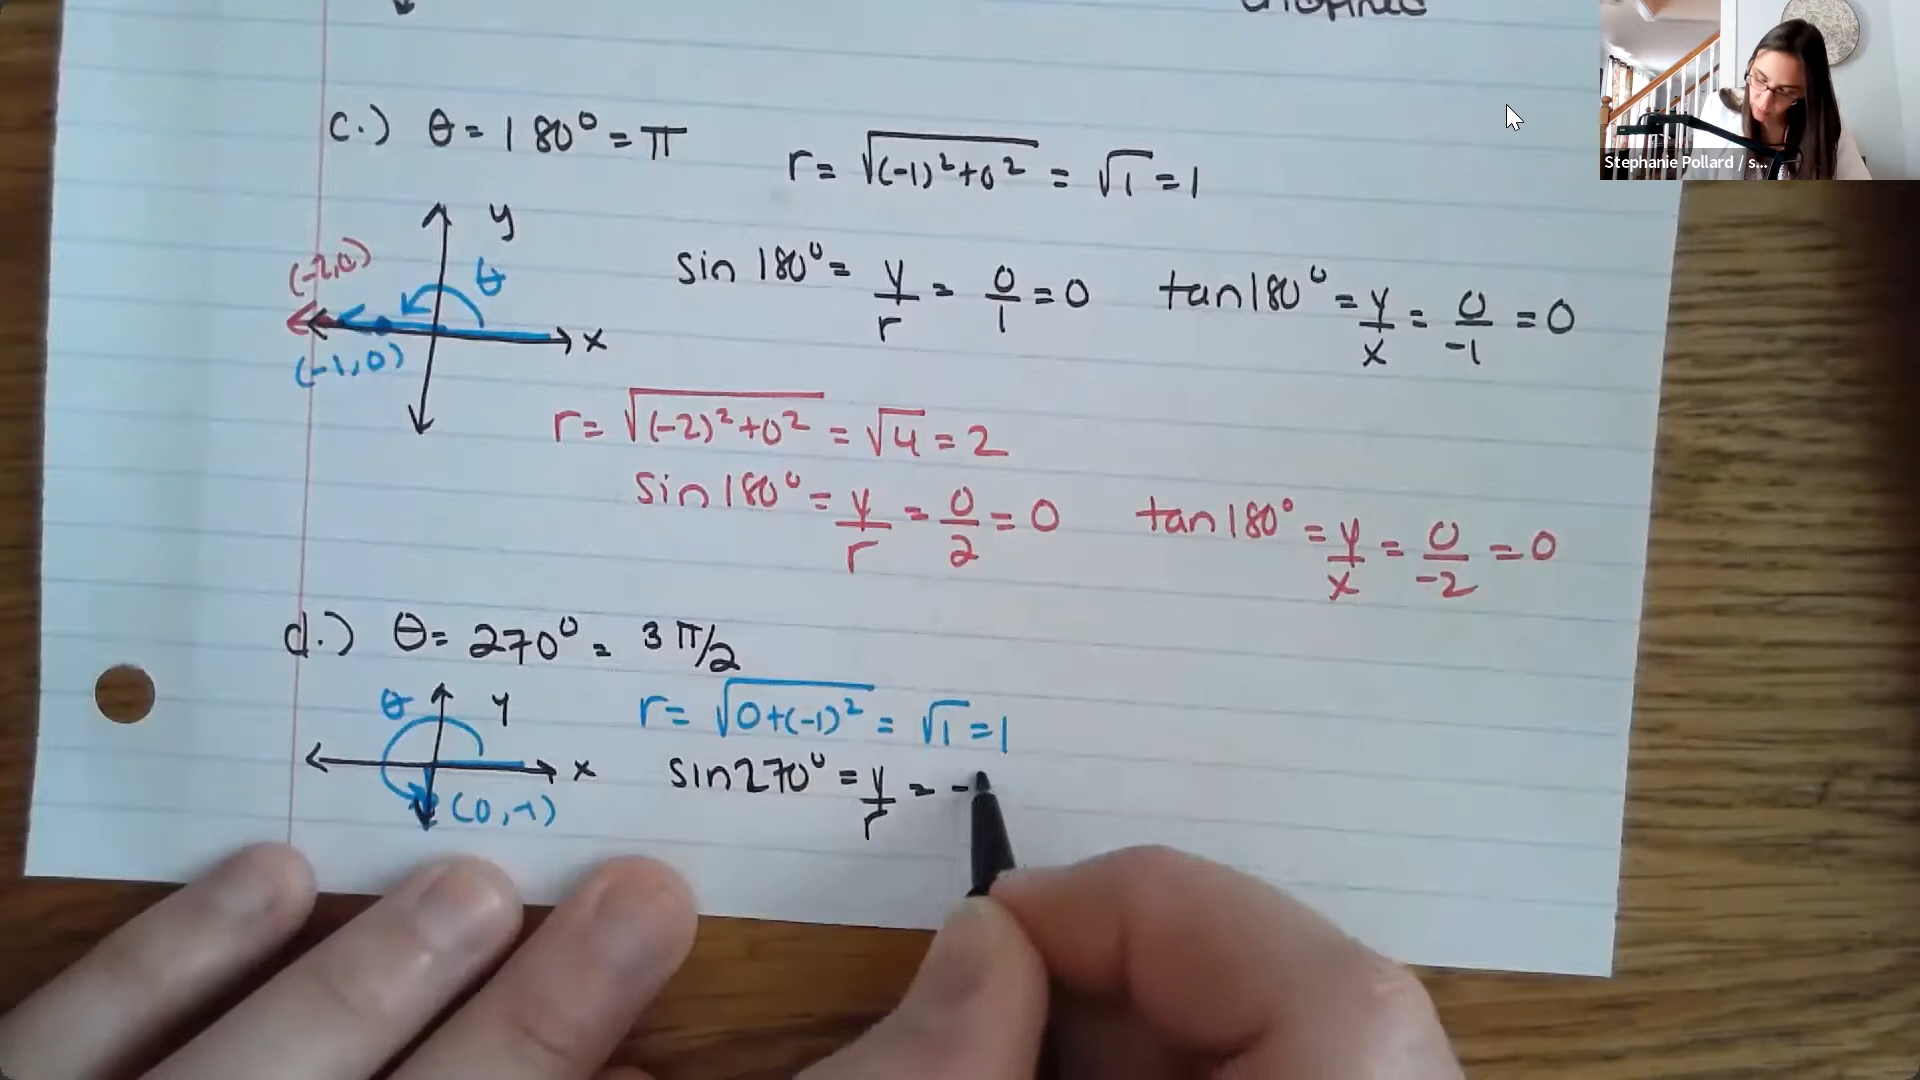 c.) θ = 180° = π
r = √(-1)²+0² = √1 = 1
y
θ
(-2,0)
x
(-1,0)
sin 180° = y/r = 0/1 = 0 tan 180° = y/x = 0/-1 = 0
r = √(-2)²+0² = √4 = 2
sin 180° = y/r = 0/2 = 0 tan 180° = y/x = 0/-2 = 0
d.) θ = 270° = 3π/2
θ
y
x
(0,-1)
r = √0+(-1)² = √1 = 1
sin 270° = y/r = -
Stephanie Pollard / s...